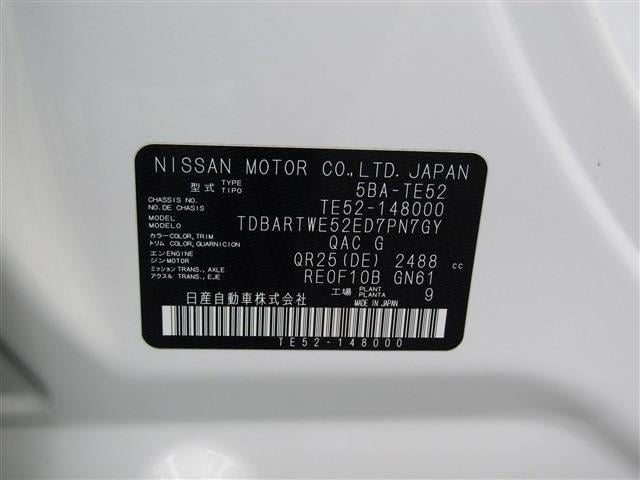 NISSAN MOTOR CO.,LTD. JAPAN
型式 TYPE TIPO 5BA-TE52
CHASSIS NO. NO.DE CHASIS TE52-148000
MODEL MODELO TDBARTWE52ED7PN7GY
カラー COLOR,TRIM トリム COLOR,GUARNICION QAC G
エンジン ENGINE MOTOR QR25(DE) 2488 cc
ミッション TRANS., AXLE アクスル TRANS.,EJE RE0F10B GN61
工場 PLANT PLANTA 9
日産自動車株式会社 MADE IN JAPAN
TE52-148000